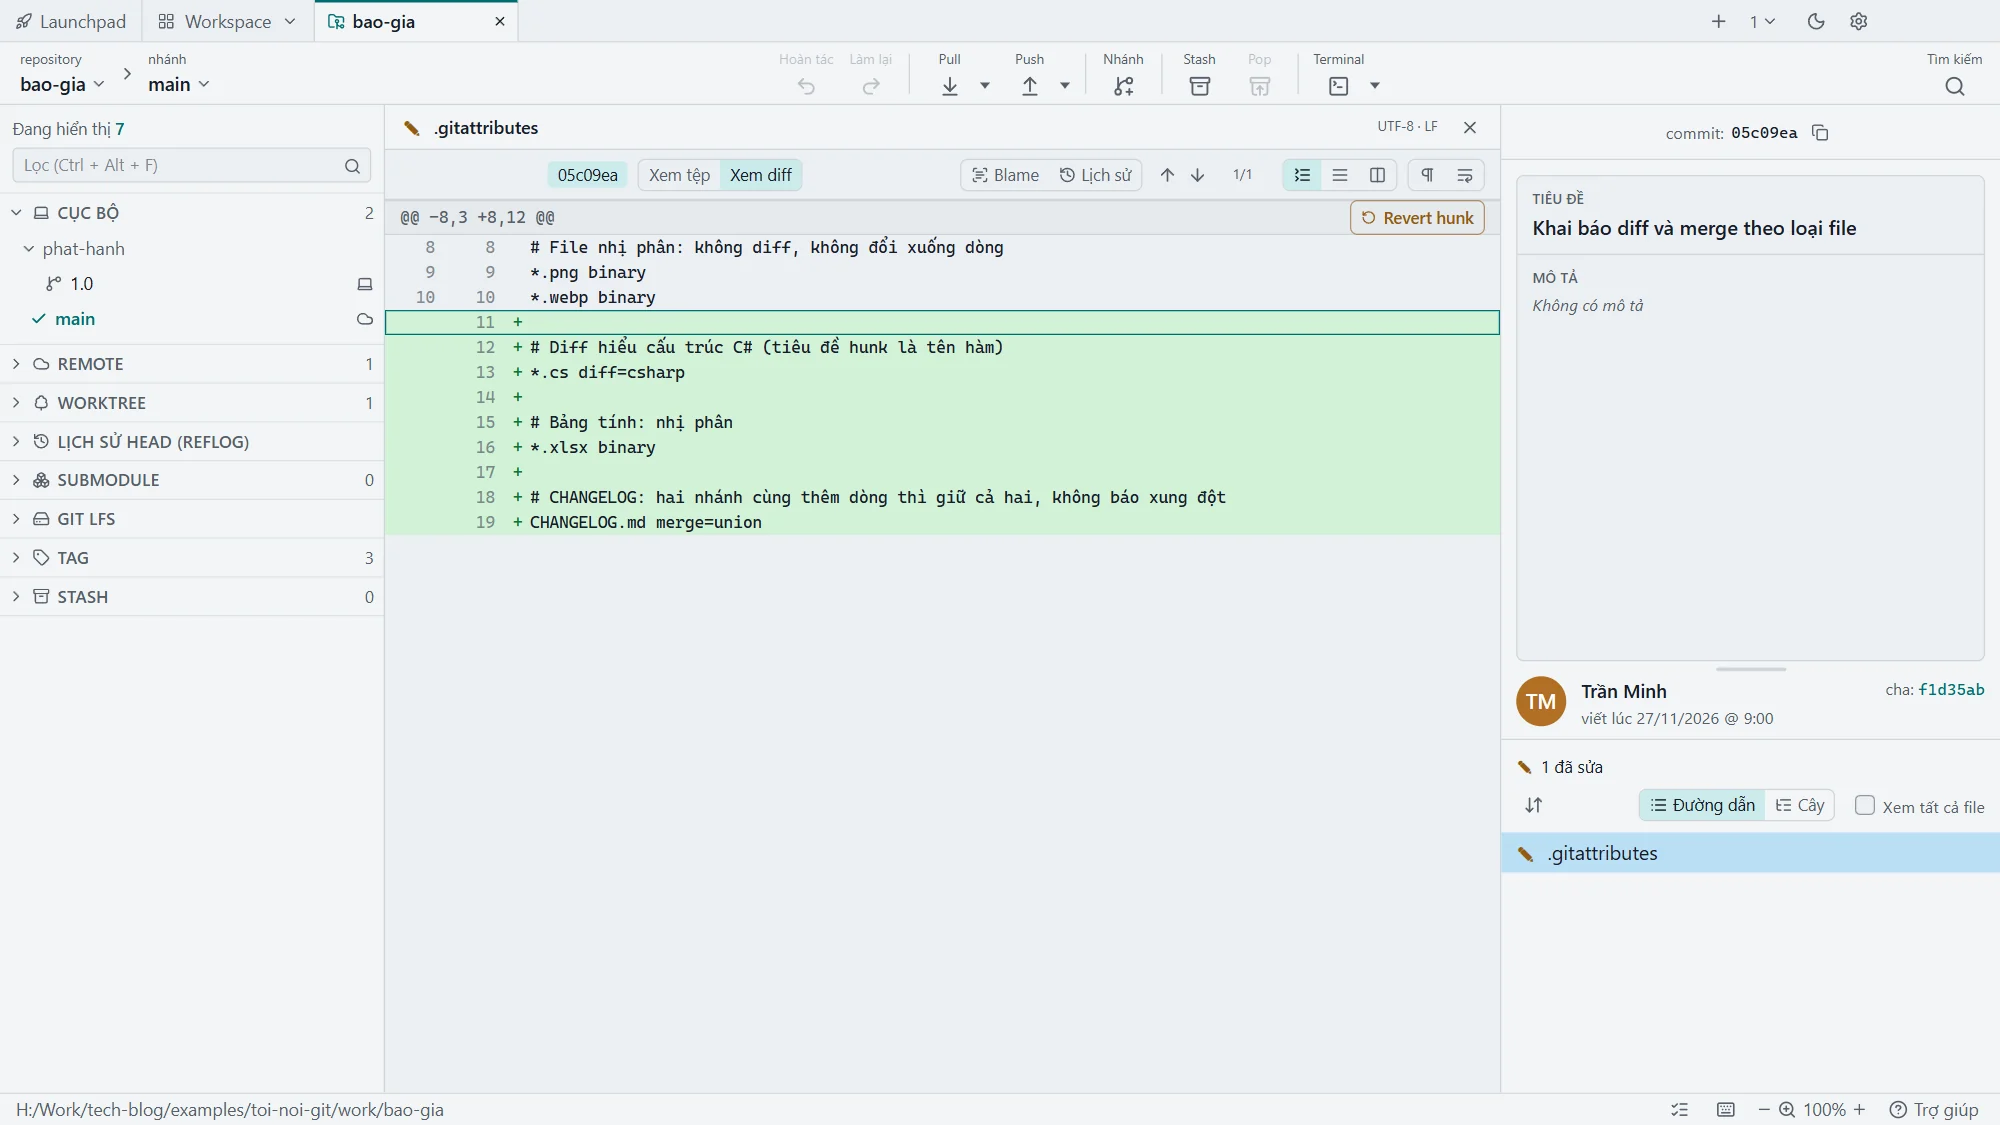 Launchpad
Workspace
bao-gia
1
repository
bao-gia
nhánh
main
Hoàn tác
Làm lại
Pull
Push
Nhánh
Stash
Pop
Terminal
Tìm kiếm
Đang hiển thị 7
Lọc (Ctrl + Alt + F)
CỤC BỘ 2
phat-hanh
1.0
main
REMOTE 1
WORKTREE 1
LỊCH SỬ HEAD (REFLOG)
SUBMODULE 0
GIT LFS
TAG 3
STASH 0
.gitattributes
UTF-8 · LF
05c09ea
Xem tệp
Xem diff
Blame
Lịch sử
1/1
@@ -8,3 +8,12 @@
Revert hunk
8 8 # File nhị phân: không diff, không đổi xuống dòng
9 9 *.png binary
10 10 *.webp binary
11 +
12 + # Diff hiểu cấu trúc C# (tiêu đề hunk là tên hàm)
13 + *.cs diff=csharp
14 +
15 + # Bảng tính: nhị phân
16 + *.xlsx binary
17 +
18 + # CHANGELOG: hai nhánh cùng thêm dòng thì giữ cả hai, không báo xung đột
19 + CHANGELOG.md merge=union
commit: 05c09ea
TIÊU ĐỀ
Khai báo diff và merge theo loại file
MÔ TẢ
Không có mô tả
TM
Trần Minh
viết lúc 27/11/2026 @ 9:00
cha: f1d35ab
1 đã sửa
Đường dẫn
Cây
Xem tất cả file
.gitattributes
H:/Work/tech-blog/examples/toi-noi-git/work/bao-gia
100%
Trợ giúp